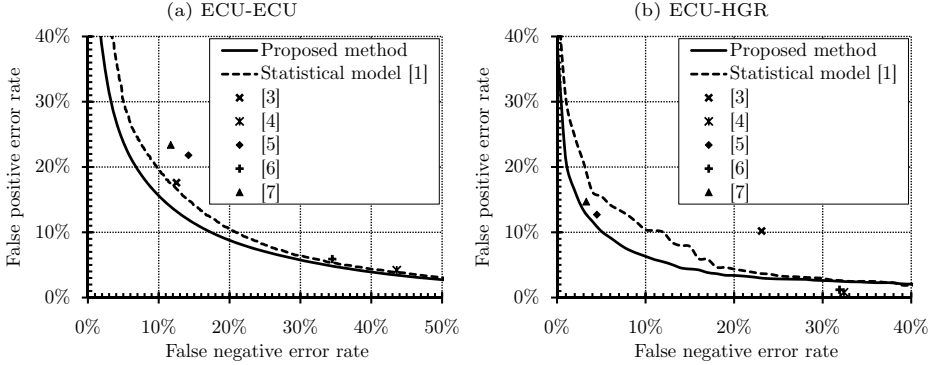 (a) ECU-ECU
False positive error rate
40%
30%
20%
10%
0%
Proposed method
Statistical model [1]
[3]
[4]
[5]
[6]
[7]
0% 10% 20% 30% 40% 50%
False negative error rate
(b) ECU-HGR
False positive error rate
40%
30%
20%
10%
0%
Proposed method
Statistical model [1]
[3]
[4]
[5]
[6]
[7]
0% 10% 20% 30% 40%
False negative error rate